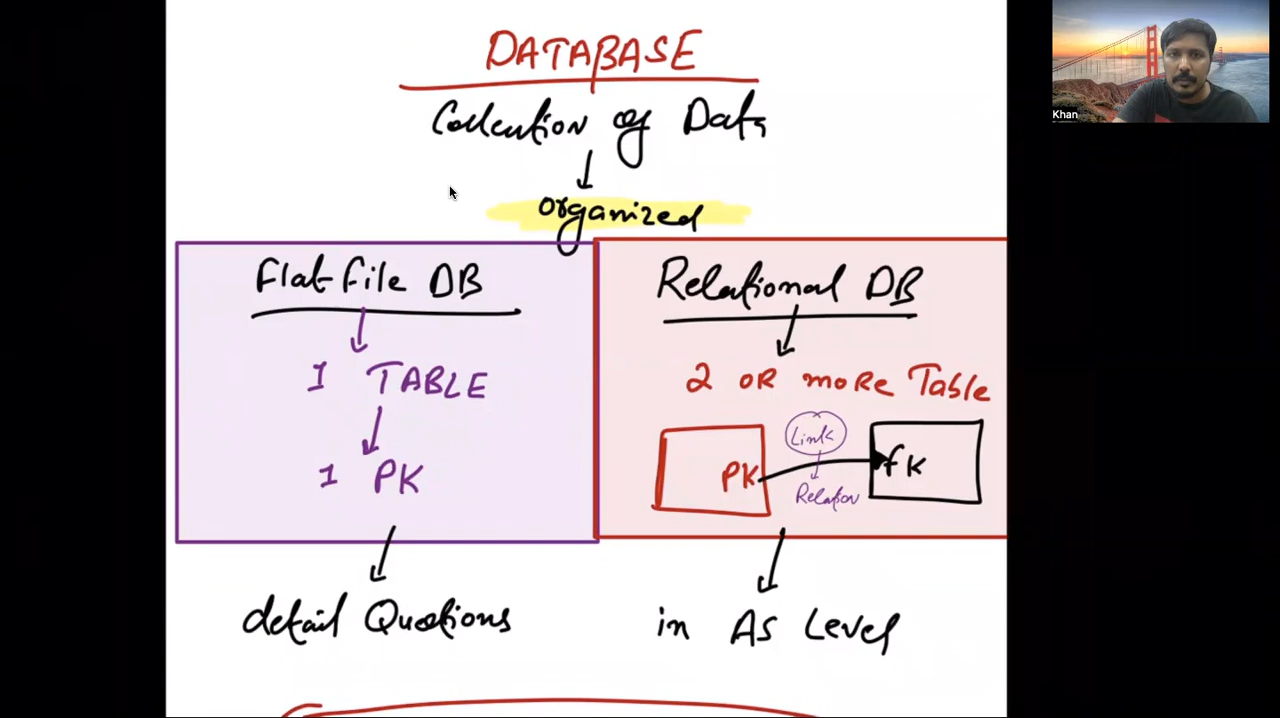 DATABASE
Collection of Data
organized
Flat file DB
1 TABLE
1 PK
detail Questions
Relational DB
2 OR moRe Table
PK
Link
Relation
fK
in AS Level
Khan